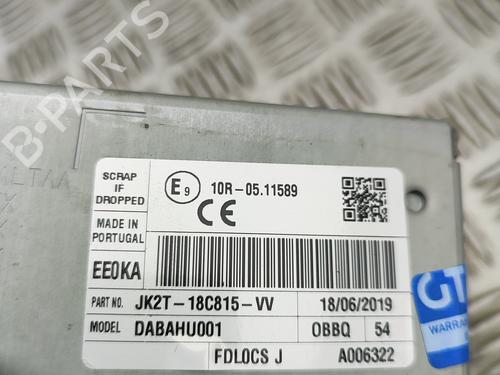 B-PARTS
SCRAP
IF
DROPPED
E9
10R-05.11589
CE
MADE IN
PORTUGAL
EE0KA
PART NO. JK2T-18C815-VV 18/06/2019
MODEL DABAHU001 OBBQ 54
FDL0CS J A006322
GT
WARRAN